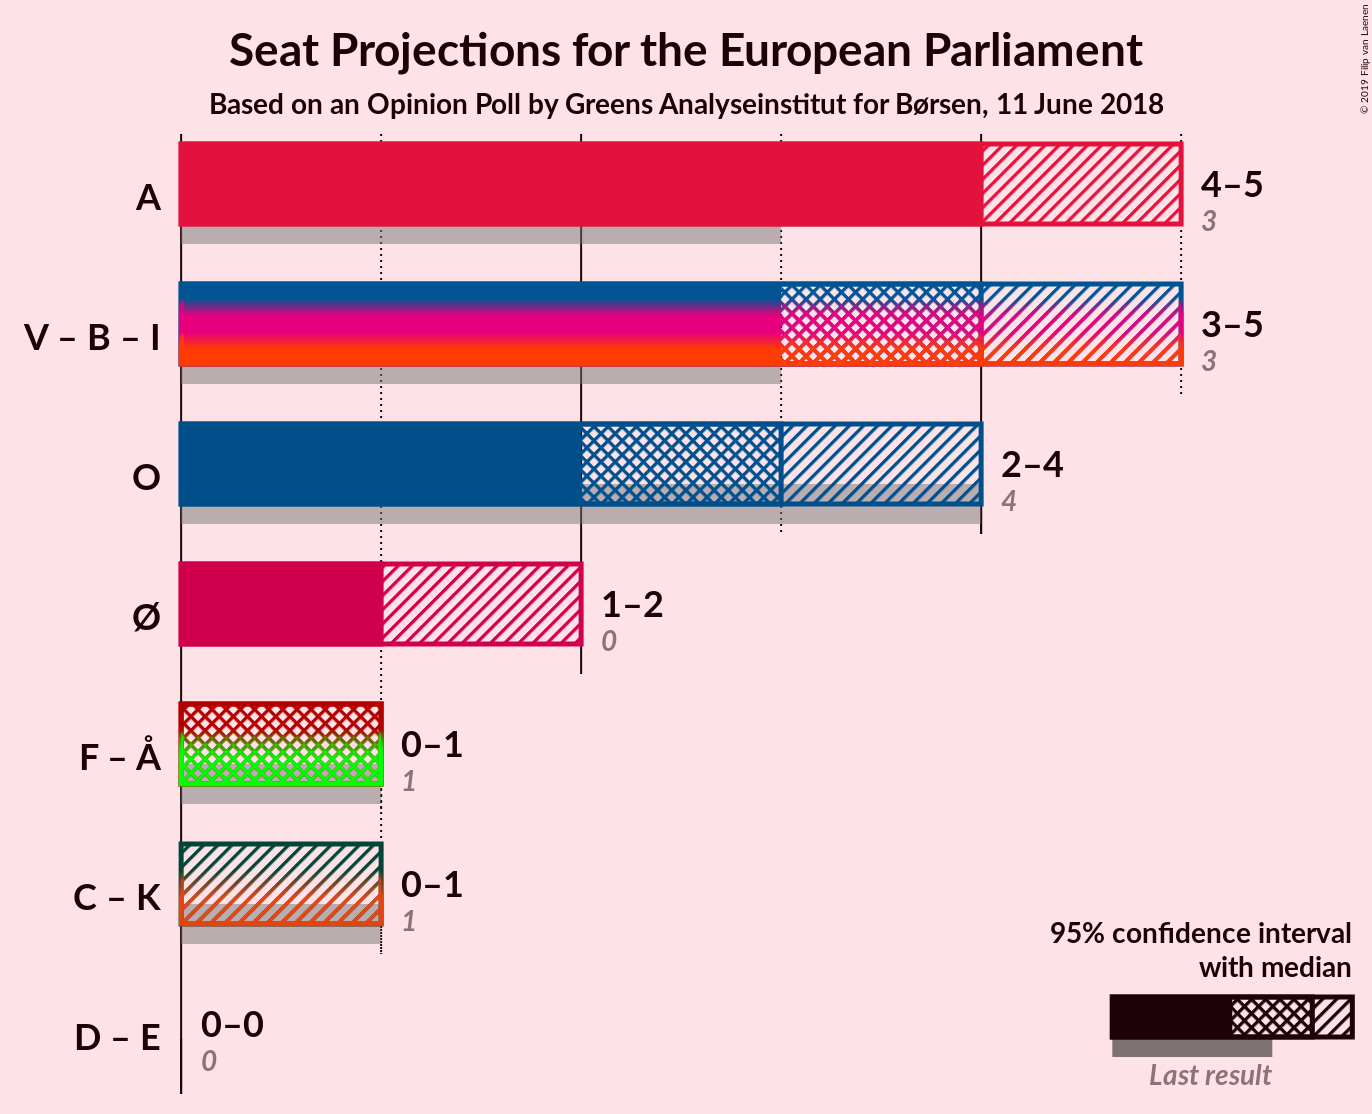 Seat Projections for the European Parliament
Based on an Opinion Poll by Greens Analyseinstitut for Børsen, 11 June 2018
© 2019 Filip van Laenen
A
4–5
3
V – B – I
3–5
3
O
2–4
4
Ø
1–2
0
F – Å
0–1
1
C – K
0–1
1
D – E
0–0
0
95% confidence interval
with median
Last result